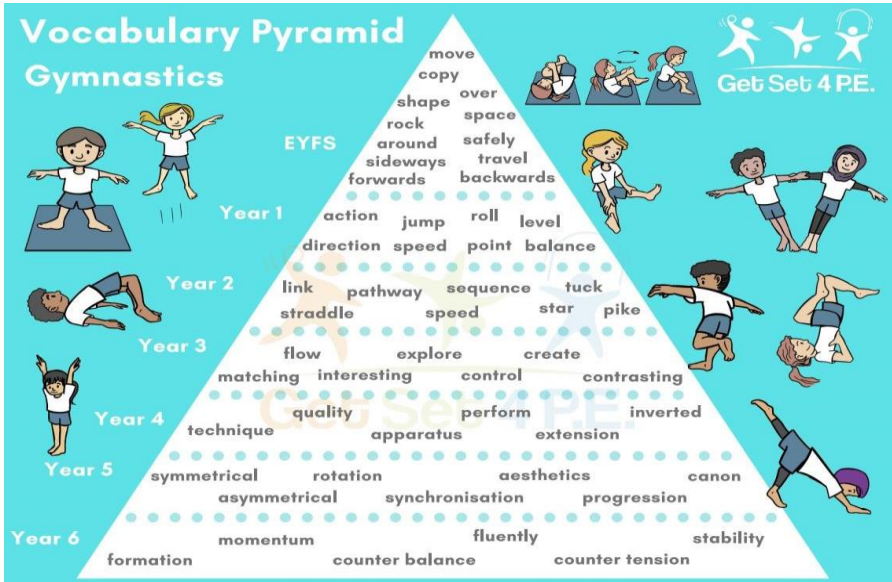 Vocabulary Pyramid
Gymnastics
Get Set 4 P.E.
EYFS
move
copy
shape over
rock space
around safely
sideways travel
forwards backwards
Year 1
action jump roll level
direction speed point balance
Year 2
link pathway sequence tuck
straddle speed star pike
Year 3
flow explore create
matching interesting control contrasting
Get Set 4 P.E.
Year 4
quality perform inverted
technique apparatus extension
Year 5
symmetrical rotation aesthetics canon
asymmetrical synchronisation progression
Year 6
momentum fluently stability
formation counter balance counter tension